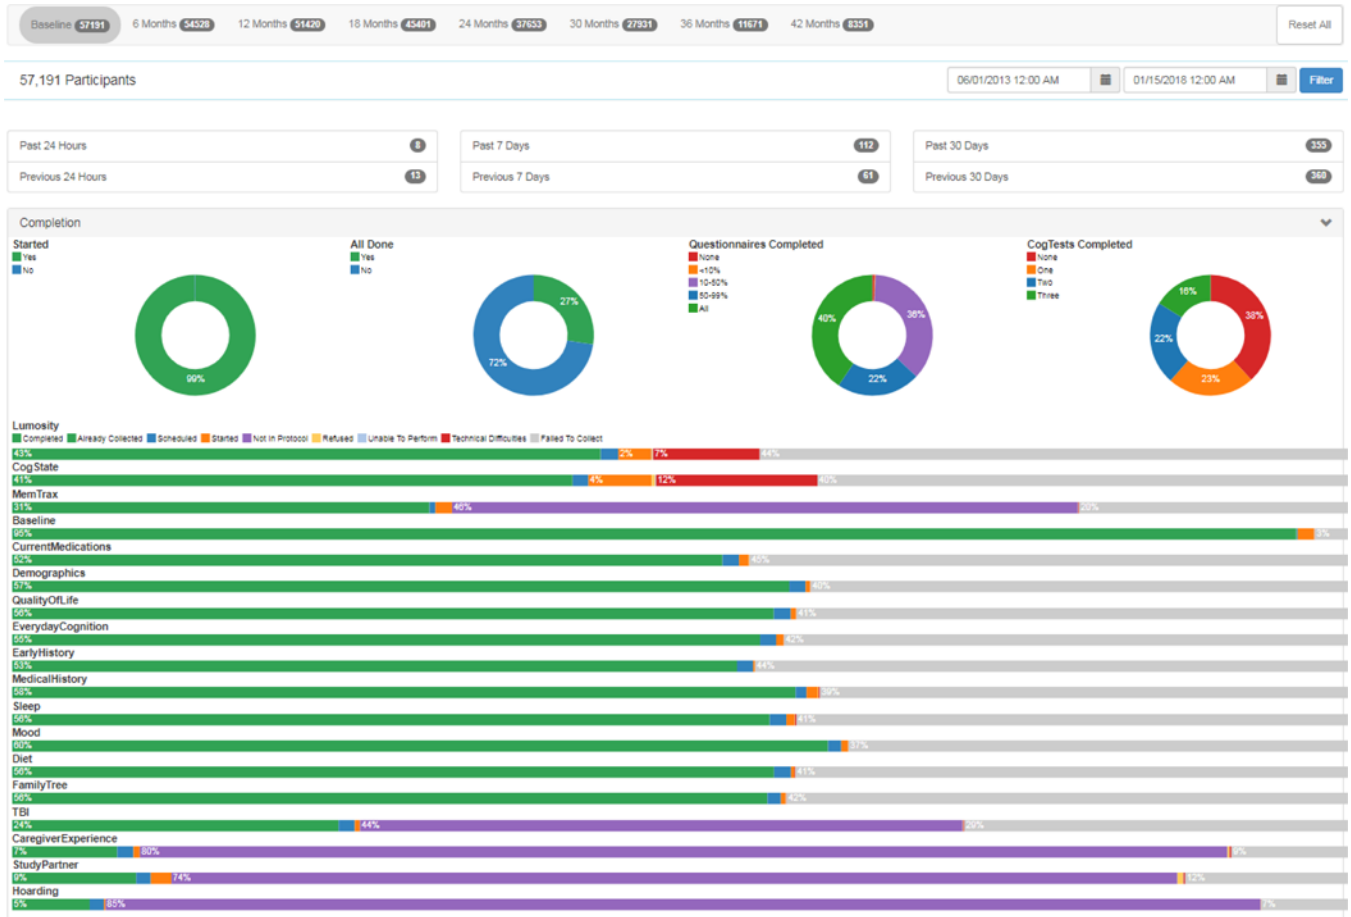 Baseline 57191 6 Months 54528 12 Months 51420 18 Months 45401 24 Months 37653 30 Months 27931 36 Months 11671 42 Months 8351 Reset All
57,191 Participants 06/01/2013 12:00 AM 01/15/2018 12:00 AM Filter
Past 24 Hours 8 Past 7 Days 112 Past 30 Days 355
Previous 24 Hours 13 Previous 7 Days 61 Previous 30 Days 360
Completion
Started
Yes
No
99%
All Done
Yes
No
27%
72%
Questionnaires Completed
None
<10%
10-50%
50-99%
All
40%
36%
22%
CogTests Completed
None
One
Two
Three
16%
38%
22%
23%
Lumosity
Completed Already Collected Scheduled Started Not In Protocol Refused Unable To Perform Technical Difficulties Failed To Collect
43% 2% 7% 44%
CogState
41% 4% 12% 40%
MemTrax
31% 46% 20%
Baseline
95% 3%
CurrentMedications
52% 45%
Demographics
57% 40%
QualityOfLife
56% 41%
EverydayCognition
55% 42%
EarlyHistory
53% 44%
MedicalHistory
58% 39%
Sleep
56% 41%
Mood
60% 37%
Diet
56% 41%
FamilyTree
56% 42%
TBI
24% 44%
CaregiverExperience
7% 80%
StudyPartner
9% 74% 12%
Hoarding
5% 85% 7%